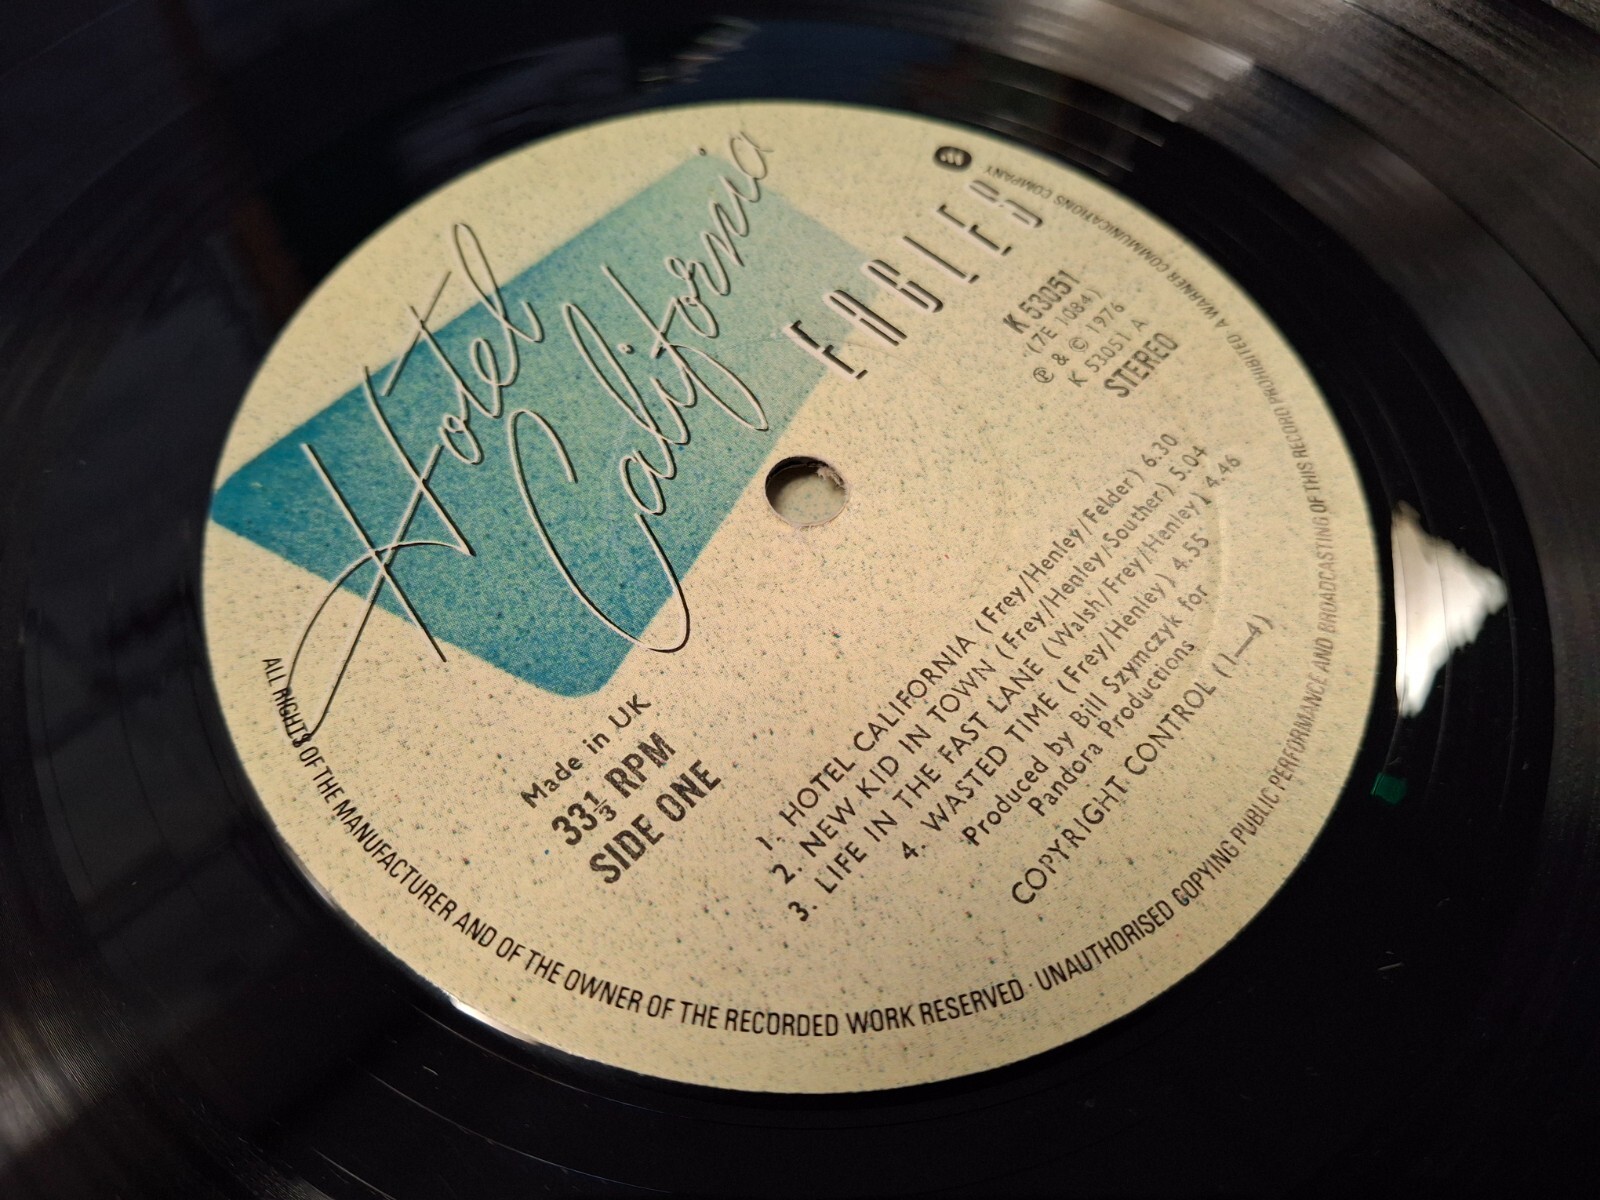 Hotel
California
EAGLES
K 53051
(7E 1084)
℗ & © 1976
K 53051 A
STEREO
Made in UK
33⅓ RPM
SIDE ONE
1. HOTEL CALIFORNIA (Frey/Henley/Felder) 6.30
2. NEW KID IN TOWN (Frey/Henley/Souther) 5.04
3. LIFE IN THE FAST LANE (Walsh/Frey/Henley) 4.46
4. WASTED TIME (Frey/Henley) 4.55
Produced by Bill Szymczyk for
Pandora Productions
COPYRIGHT CONTROL (1—4)
ALL RIGHTS OF THE MANUFACTURER AND OF THE OWNER OF THE RECORDED WORK RESERVED · UNAUTHORISED COPYING PUBLIC PERFORMANCE AND BROADCASTING OF THIS RECORD PROHIBITED A WARNER COMMUNICATIONS COMPANY